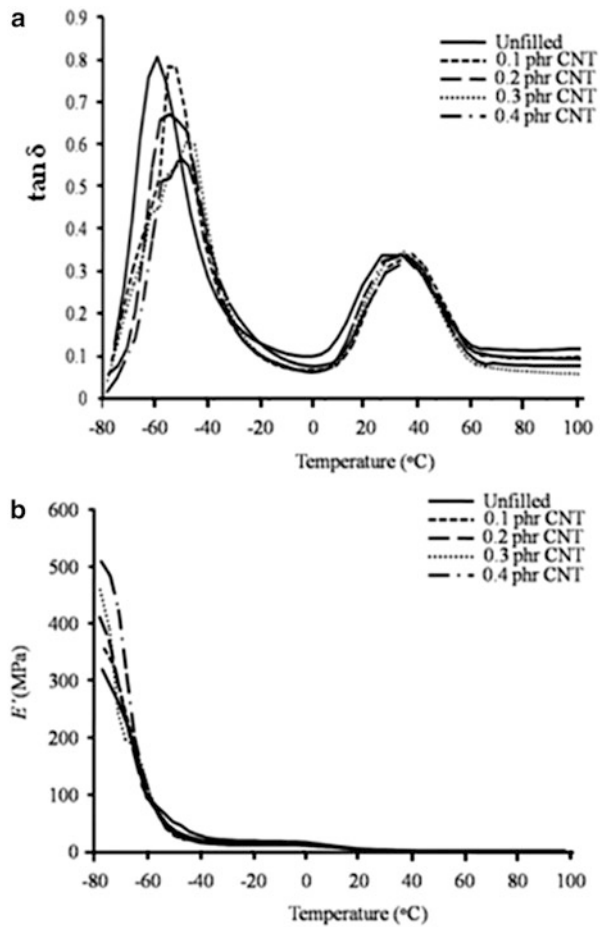 a
0.9
0.8
0.7
0.6
0.5
0.4
0.3
0.2
0.1
0
tan δ
Unfilled
0.1 phr CNT
0.2 phr CNT
0.3 phr CNT
0.4 phr CNT
-80 -60 -40 -20 0 20 40 60 80 100
Temperature (°C)
b
600
500
400
300
200
100
0
E'(MPa)
Unfilled
0.1 phr CNT
0.2 phr CNT
0.3 phr CNT
0.4 phr CNT
-80 -60 -40 -20 0 20 40 60 80 100
Temperature (°C)